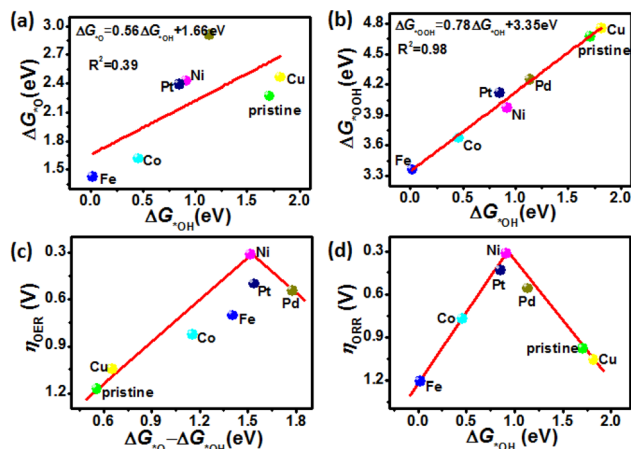 (a)
ΔG*O=0.56ΔG*OH+1.66eV
R²=0.39
3.0
2.5
2.0
1.5
ΔG*O(eV)
Pt
Ni
Cu
pristine
Co
Fe
0.0 0.5 1.0 1.5 2.0
ΔG*OH(eV)
(b)
ΔG*OOH=0.78ΔG*OH+3.35eV
R²=0.98
4.8
4.5
4.2
3.9
3.6
3.3
ΔG*OOH(eV)
Cu
pristine
Pt
Pd
Ni
Co
Fe
0.0 0.5 1.0 1.5 2.0
ΔG*OH(eV)
(c)
0.3
0.6
0.9
1.2
ηOER (V)
Ni
Pt
Pd
Fe
Co
Cu
pristine
0.6 0.9 1.2 1.5 1.8
ΔG*O−ΔG*OH(eV)
(d)
0.3
0.6
0.9
1.2
ηORR (V)
Ni
Pt
Pd
Co
pristine
Cu
Fe
0.0 0.5 1.0 1.5 2.0
ΔG*OH(eV)